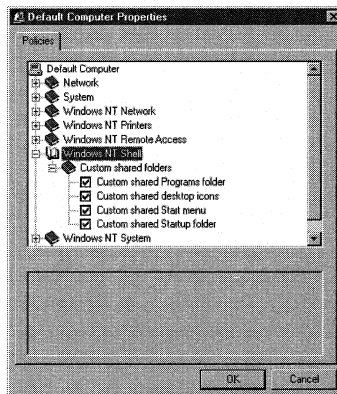 Default Computer Properties
Policies
Default Computer
Network
System
Windows NT Network
Windows NT Printers
Windows NT Remote Access
Windows NT Shell
Custom shared folders
Custom shared Programs folder
Custom shared desktop icons
Custom shared Start menu
Custom shared Startup folder
Windows NT System
OK
Cancel